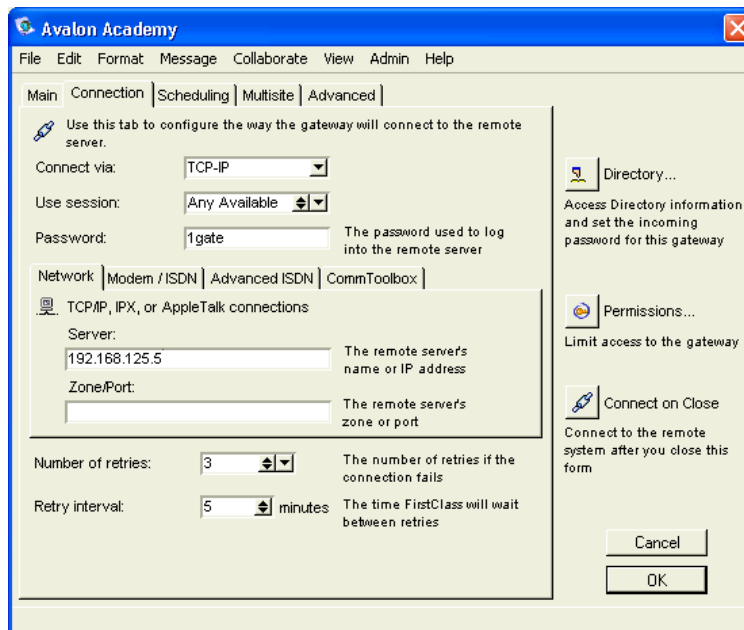 Avalon Academy
File Edit Format Message Collaborate View Admin Help
Main Connection Scheduling Multisite Advanced
Use this tab to configure the way the gateway will connect to the remote
server.
Connect via: TCP-IP
Use session: Any Available
Password: 1gate
The password used to log
into the remote server
Network Modem / ISDN Advanced ISDN CommToolbox
TCP/IP, IPX, or AppleTalk connections
Server:
192.168.125.5
The remote server's
name or IP address
Zone/Port:
The remote server's
zone or port
Number of retries: 3
The number of retries if the
connection fails
Retry interval: 5 minutes
The time FirstClass will wait
between retries
Directory...
Access Directory information
and set the incoming
password for this gateway
Permissions...
Limit access to the gateway
Connect on Close
Connect to the remote
system after you close this
form
Cancel
OK